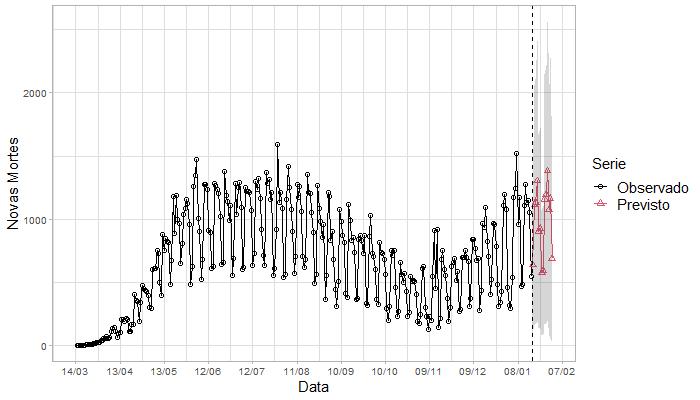 Novas Mortes
2000
1000
0
14/03 13/04 13/05 12/06 12/07 11/08 10/09 10/10 09/11 09/12 08/01 07/02
Data
Serie
Observado
Previsto